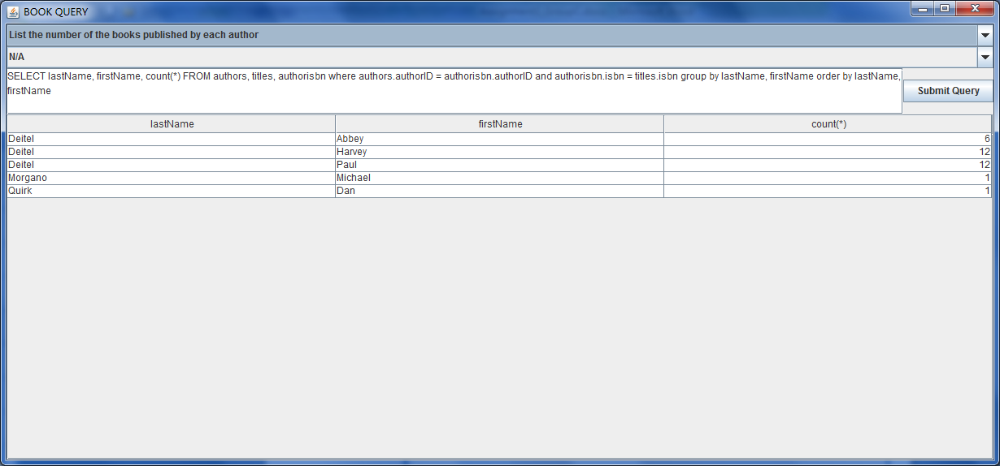 BOOK QUERY
List the number of the books published by each author
N/A
SELECT lastName, firstName, count(*) FROM authors, titles, authorisbn where authors.authorID = authorisbn.authorID and authorisbn.isbn = titles.isbn group by lastName, firstName order by lastName,
firstName
Submit Query
lastName firstName count(*)
Deitel Abbey 6
Deitel Harvey 12
Deitel Paul 12
Morgano Michael 1
Quirk Dan 1